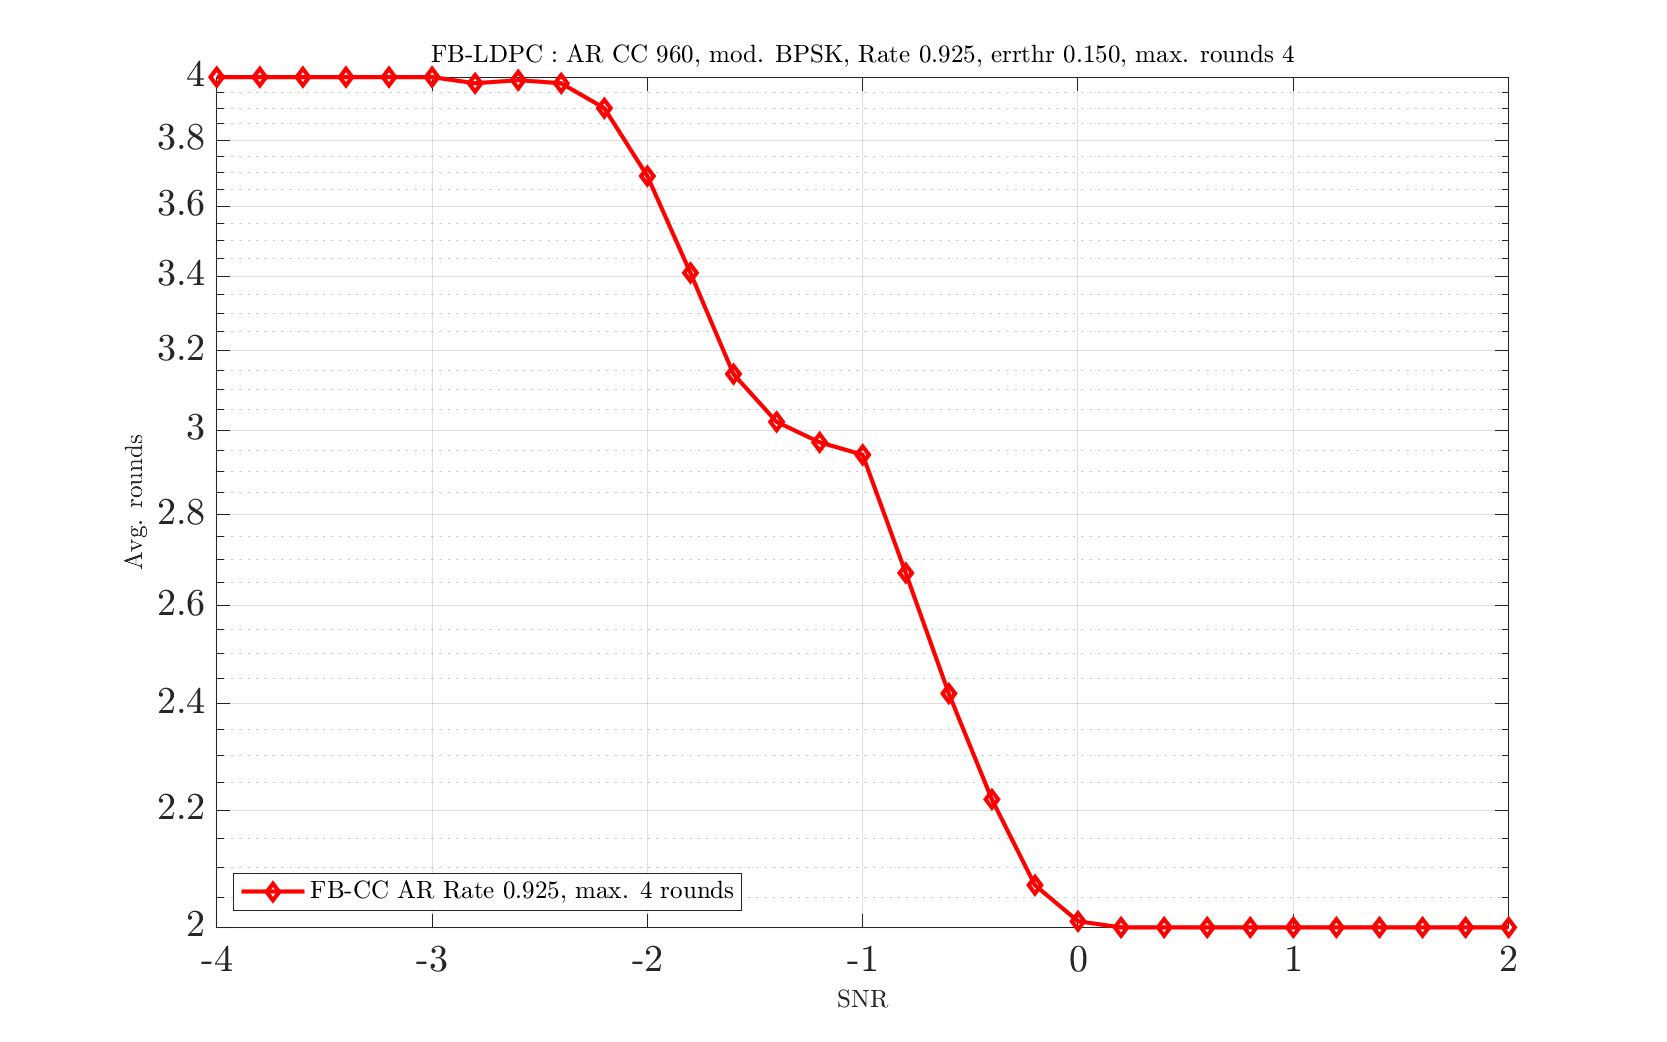 FB-LDPC : AR CC 960, mod. BPSK, Rate 0.925, errthr 0.150, max. rounds 4
4
3.8
3.6
3.4
3.2
3
2.8
2.6
2.4
2.2
2
Avg. rounds
FB-CC AR Rate 0.925, max. 4 rounds
-4 -3 -2 -1 0 1 2
SNR